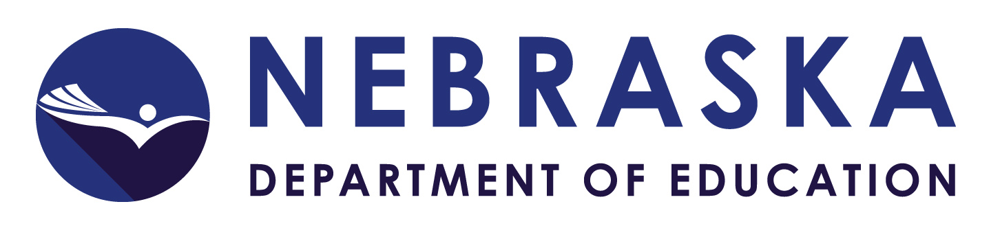 NEBRASKA
DEPARTMENT OF EDUCATION